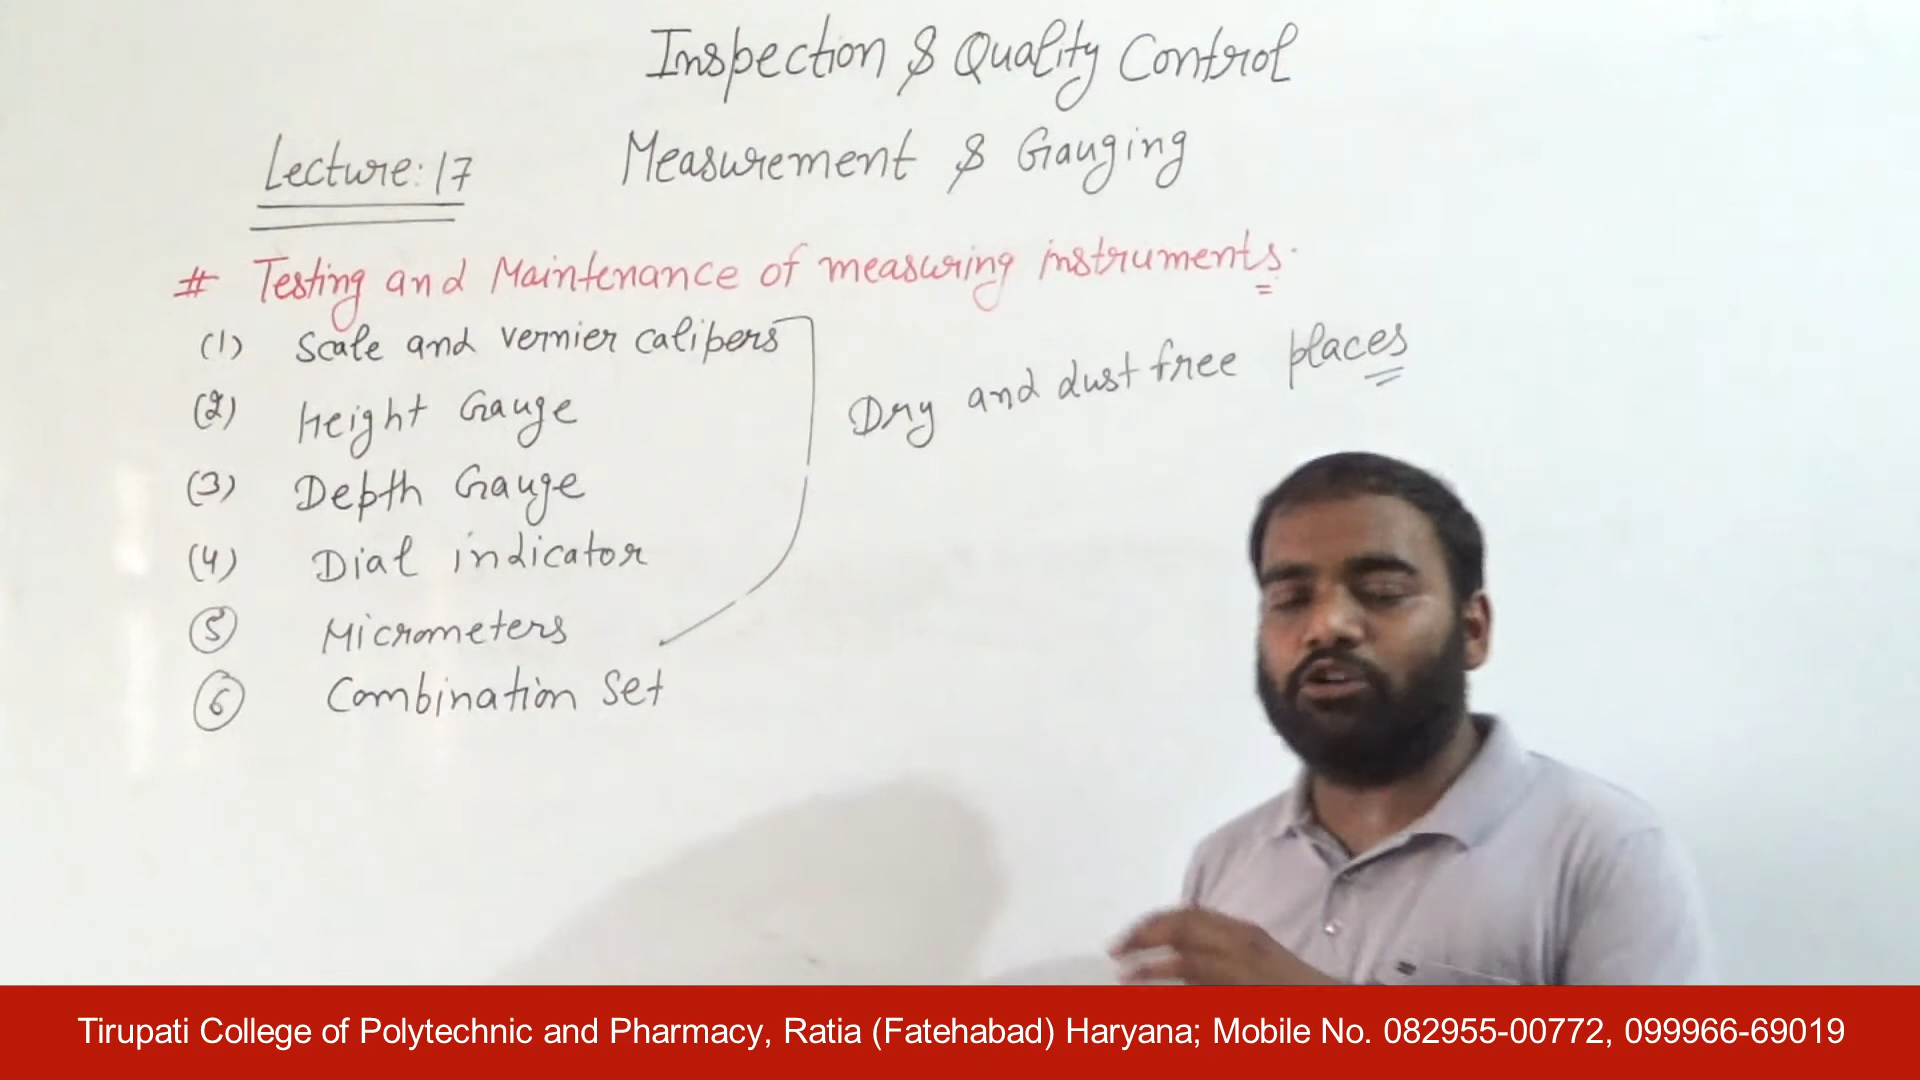 Inspection & Quality Control
Lecture: 17 Measurement & Gauging
# Testing and Maintenance of measuring instruments.
(1) Scale and vernier calipers
Dry and dust free places
(2) Height Gauge
(3) Depth Gauge
(4) Dial indicator
(5) Micrometers
(6) Combination Set
Tirupati College of Polytechnic and Pharmacy, Ratia (Fatehabad) Haryana; Mobile No. 082955-00772, 099966-69019